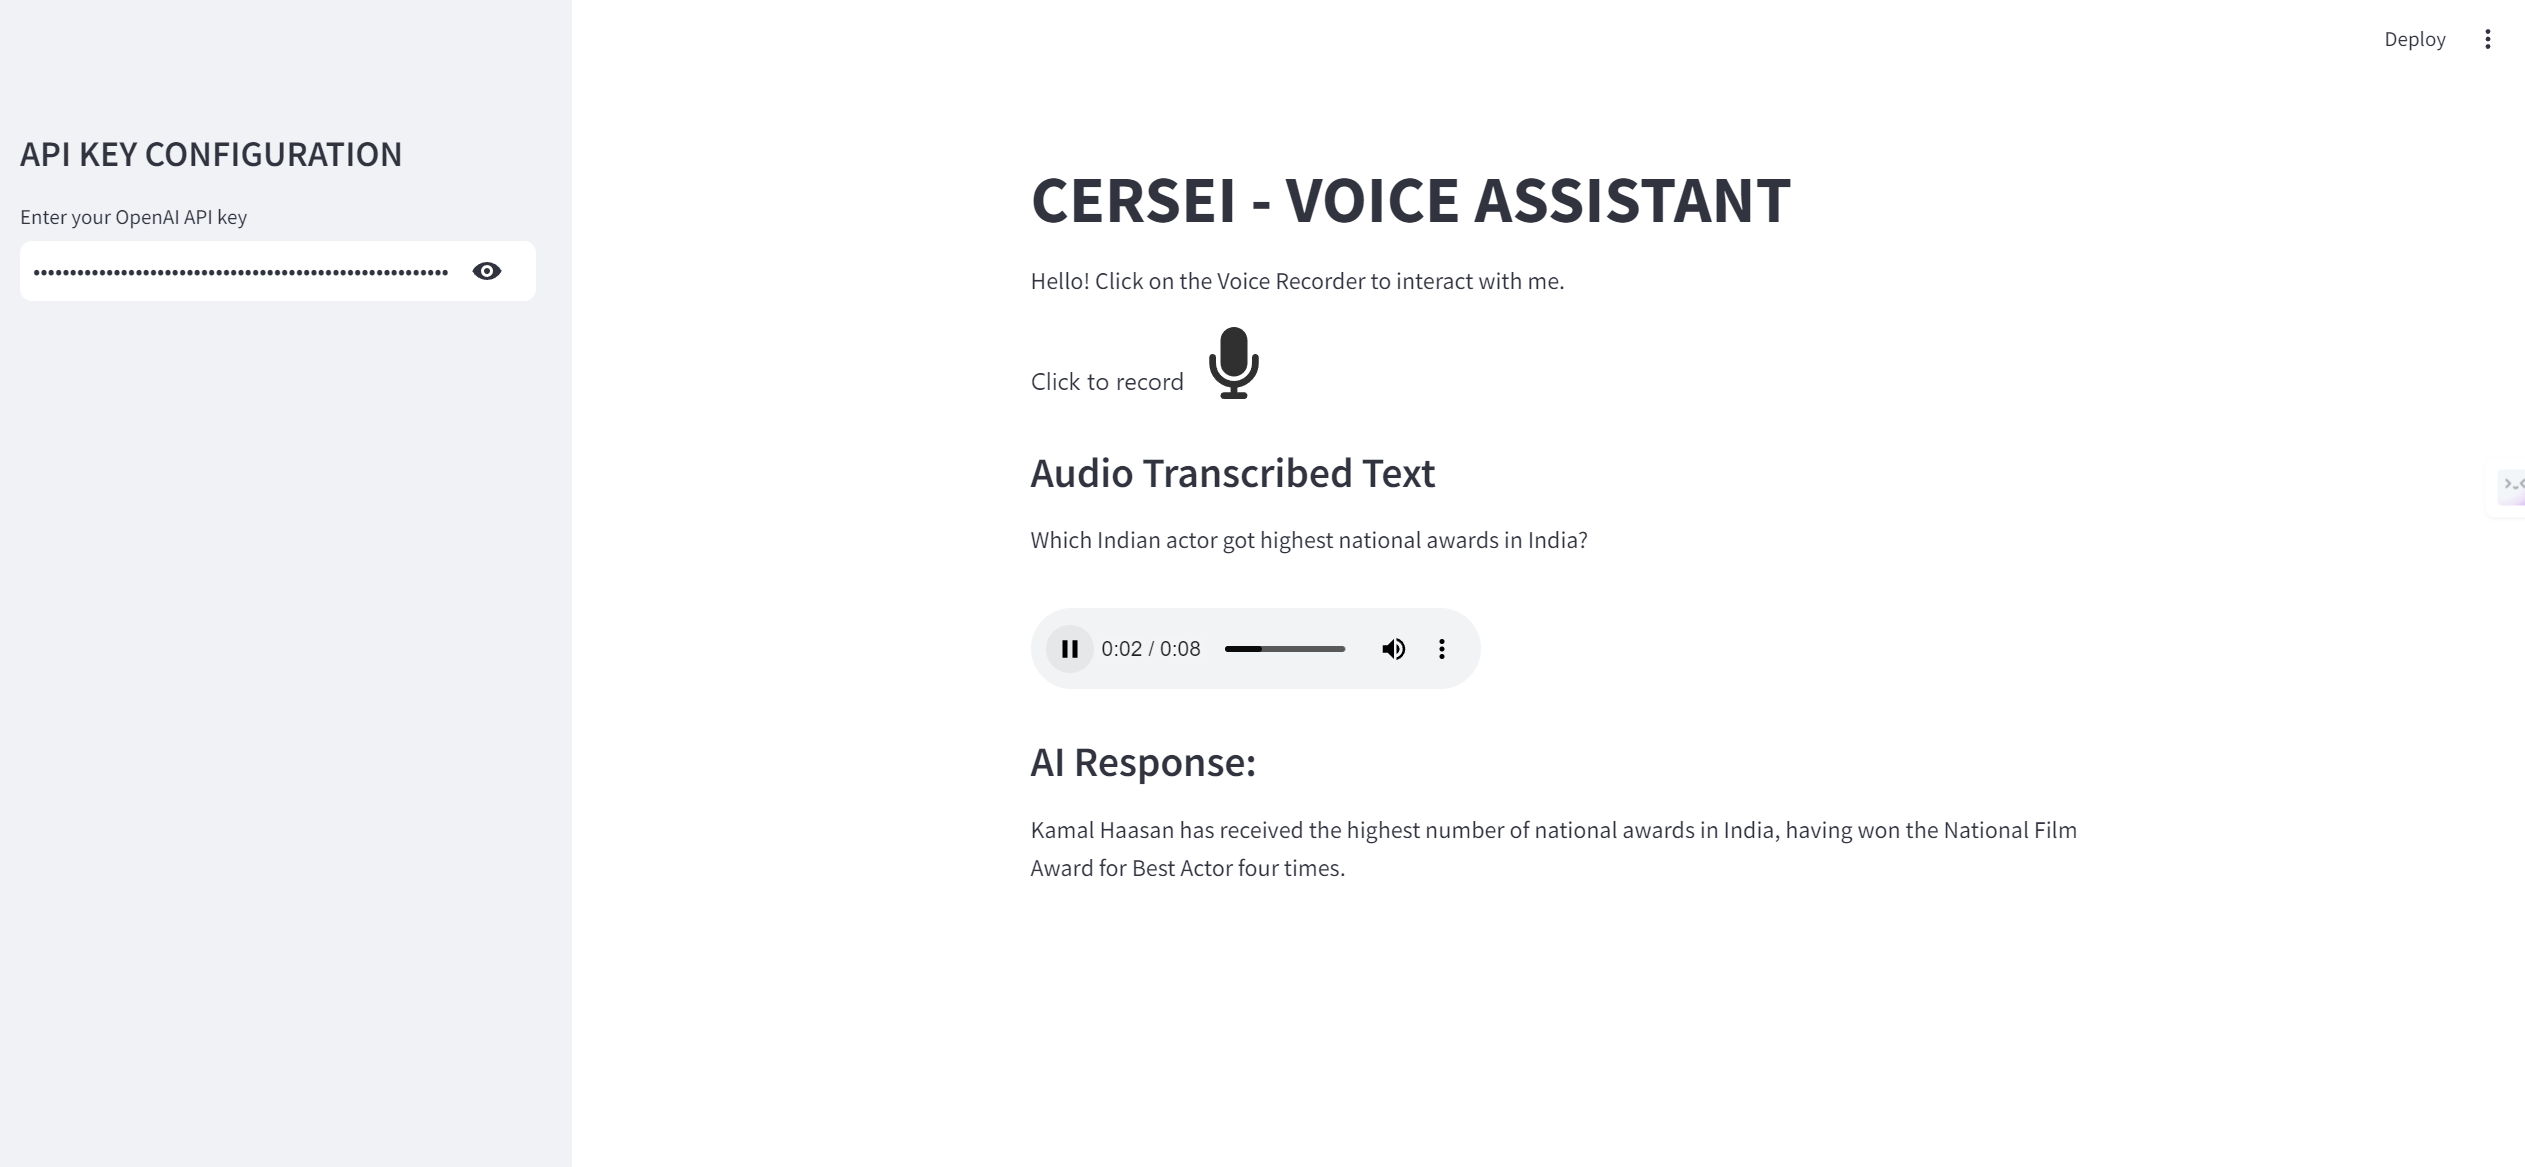 Deploy
API KEY CONFIGURATION
Enter your OpenAI API key
CERSEI - VOICE ASSISTANT
Hello! Click on the Voice Recorder to interact with me.
Click to record
Audio Transcribed Text
Which Indian actor got highest national awards in India?
0:02 / 0:08
AI Response:
Kamal Haasan has received the highest number of national awards in India, having won the National Film
Award for Best Actor four times.